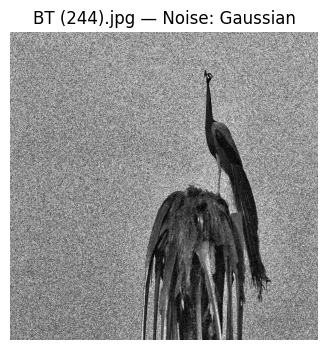 BT (244).jpg — Noise: Gaussian